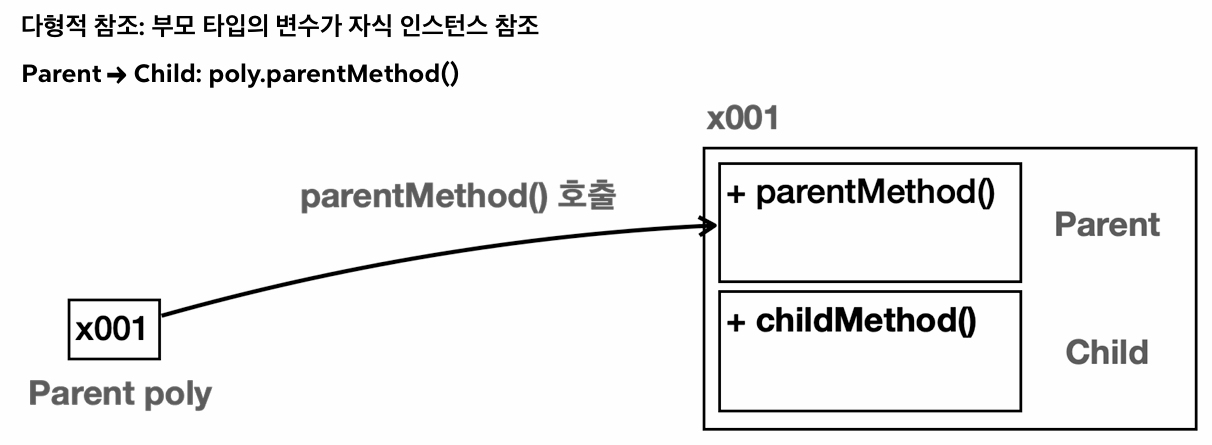 다형적 참조: 부모 타입의 변수가 자식 인스턴스 참조
Parent → Child: poly.parentMethod()
x001
parentMethod() 호출
+ parentMethod()
Parent
x001
+ childMethod()
Child
Parent poly